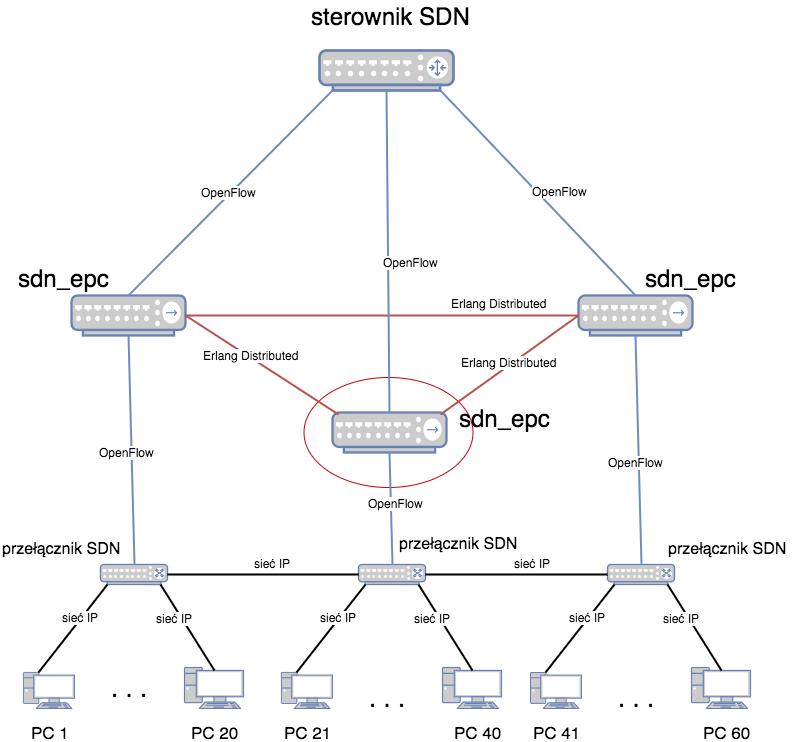 sterownik SDN
OpenFlow
OpenFlow
OpenFlow
sdn_epc
sdn_epc
Erlang Distributed
Erlang Distributed
Erlang Distributed
sdn_epc
OpenFlow
OpenFlow
OpenFlow
przełącznik SDN
przełącznik SDN
przełącznik SDN
sieć IP
sieć IP
sieć IP
sieć IP
sieć IP
sieć IP
sieć IP
sieć IP
. . .
. . .
. . .
PC 1
PC 20
PC 21
PC 40
PC 41
PC 60